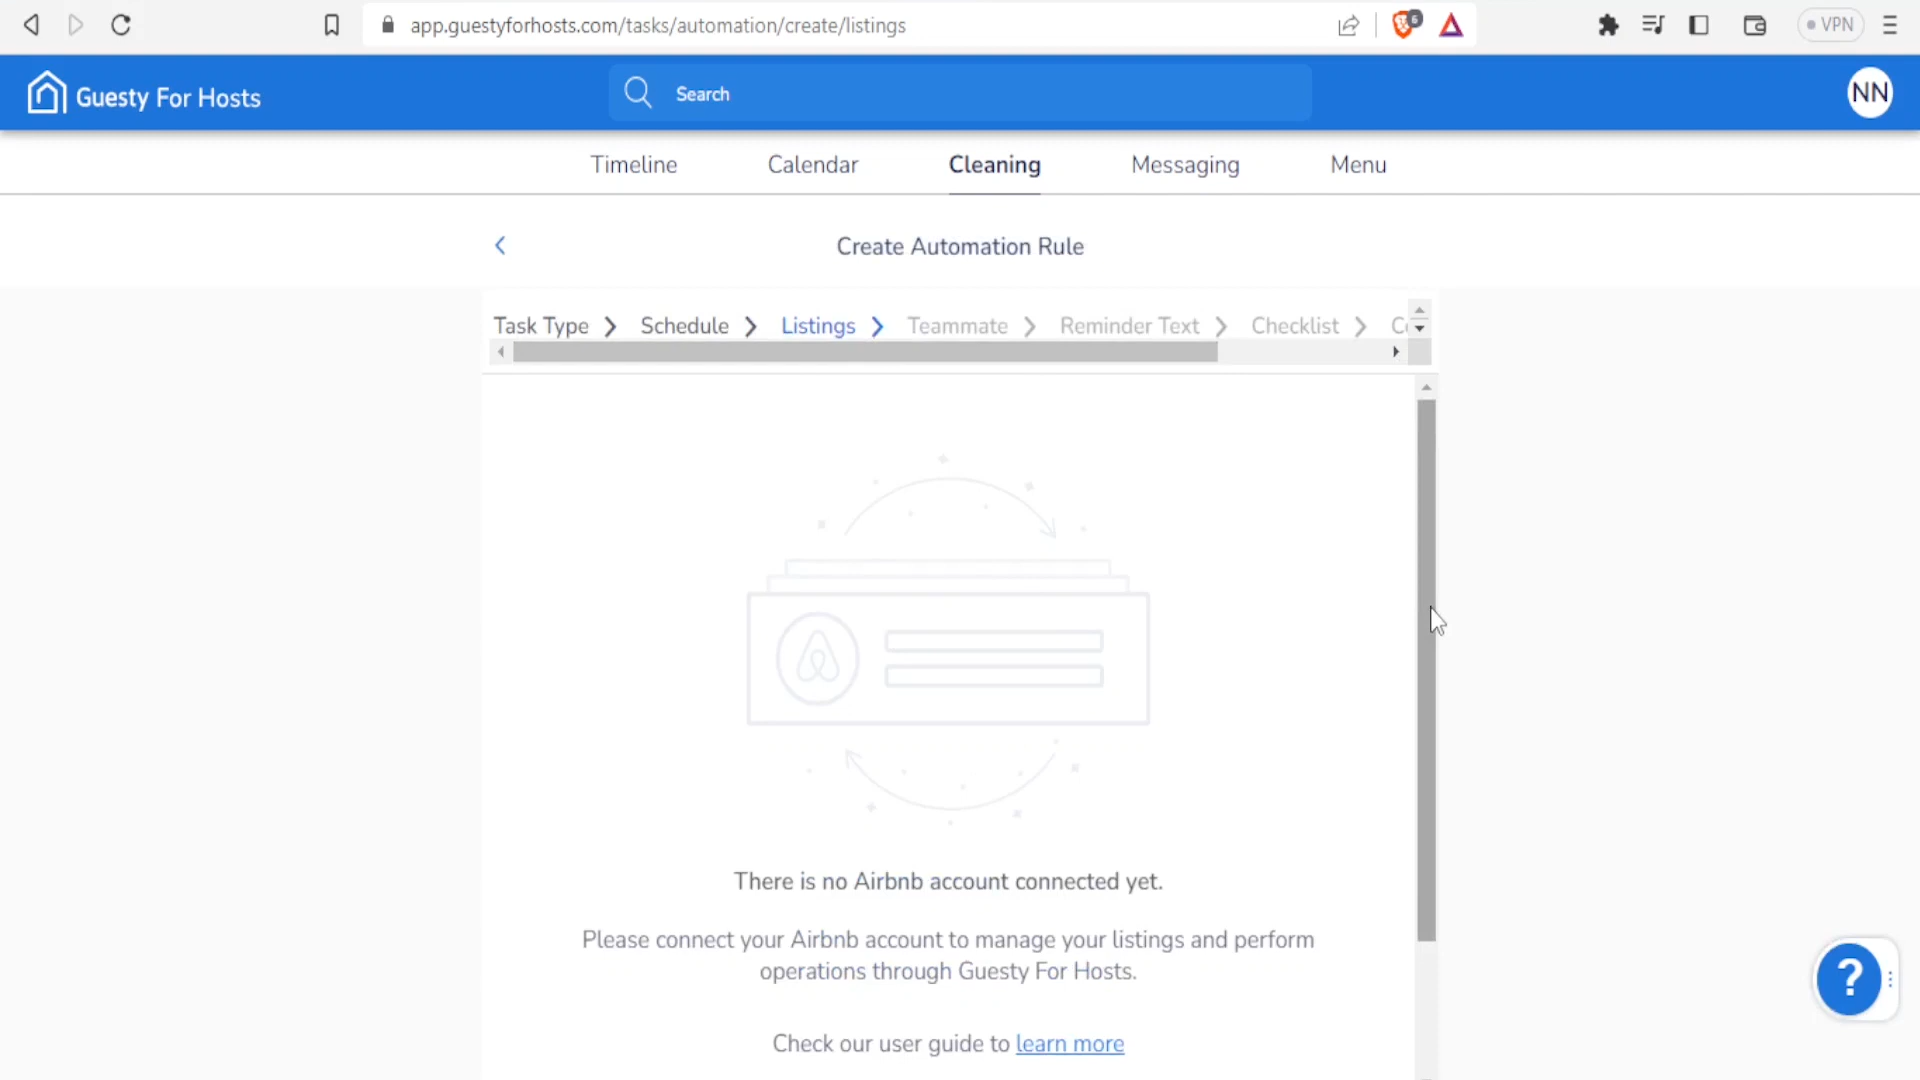 app.guestyforhosts.com/tasks/automation/create/listings
6
VPN
Guesty For Hosts
Search
NN
Timeline
Calendar
Cleaning
Messaging
Menu
Create Automation Rule
Task Type
Schedule
Listings
Teammate
Reminder Text
Checklist
There is no Airbnb account connected yet.
Please connect your Airbnb account to manage your listings and perform
operations through Guesty For Hosts.
Check our user guide to learn more
?